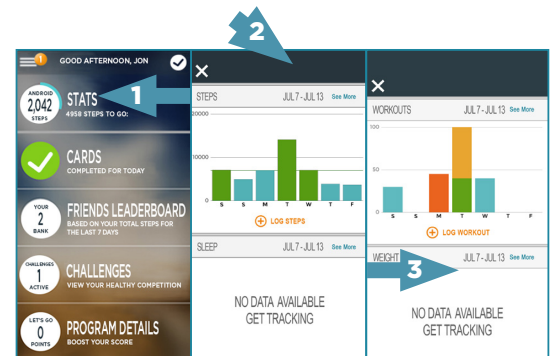 2
1
GOOD AFTERNOON, JON
ANDROID
2,042
STEPS
STATS
4958 STEPS TO GO!
1
CARDS
COMPLETED FOR TODAY
YOUR
2
BANK
FRIENDS LEADERBOARD
BASED ON YOUR TOTAL STEPS FOR
THE LAST 7 DAYS
CHALLENGES
1
ACTIVE
CHALLENGES
VIEW YOUR HEALTHY COMPETITION
LET'S GO
0
POINTS
PROGRAM DETAILS
BOOST YOUR SCORE
STEPS JUL 7 - JUL 13 See More
20000
10000
0
S S M T W T F
LOG STEPS
SLEEP JUL 7 - JUL 13 See More
NO DATA AVAILABLE
GET TRACKING
WORKOUTS JUL 7 - JUL 13 See More
100
50
0
S S M T W T F
LOG WORKOUT
WEIGHT 3 JUL 7 - JUL 13 See More
NO DATA AVAILABLE
GET TRACKING